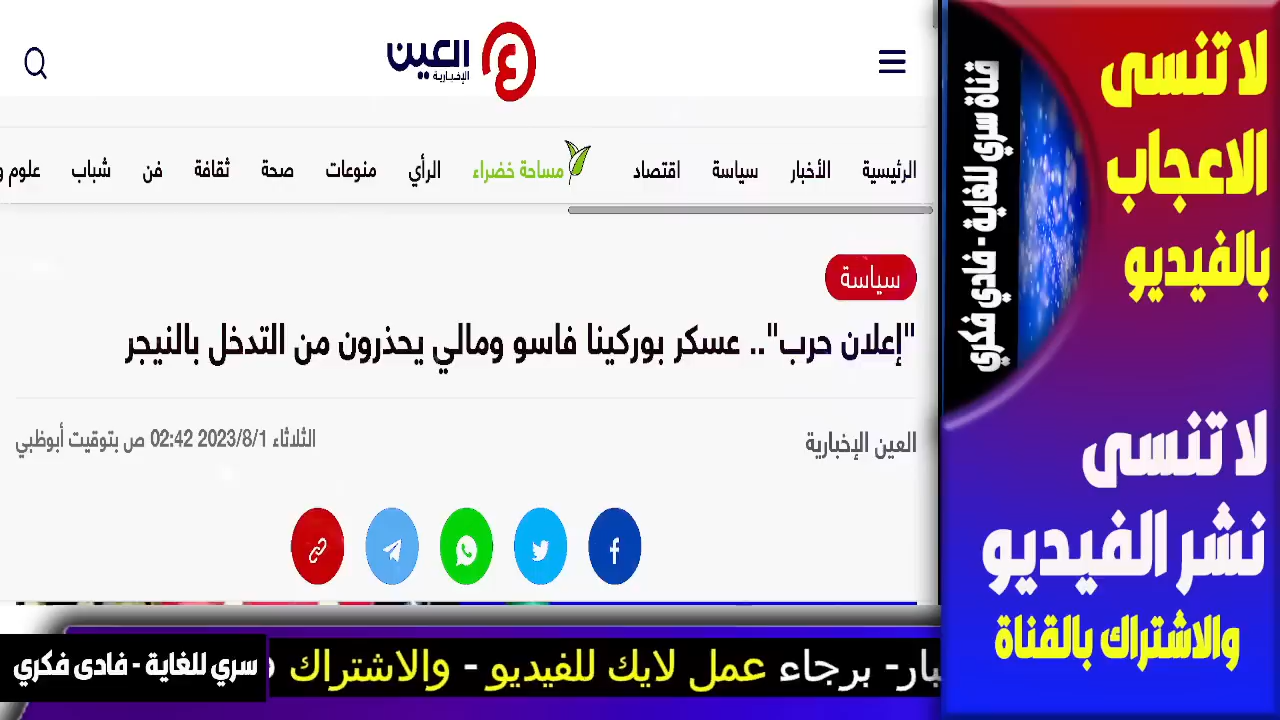 العين
الإخبارية
الرئيسية
الأخبار
سياسة
اقتصاد
مساحة خضراء
الرأي
منوعات
صحة
ثقافة
فن
شباب
علوم و
سياسة
"إعلان حرب".. عسكر بوركينا فاسو ومالي يحذرون من التدخل بالنيجر
العين الإخبارية
الثلاثاء 2023/8/1 02:42 ص بتوقيت أبوظبي
لا تنسى
الاعجاب
بالفيديو
قناة سري للغاية - فادي فكري
لا تنسى
نشر الفيديو
والاشتراك بالقناة
بار- برجاء عمل لايك للفيديو - والاشتراك
سري للغاية - فادى فكري